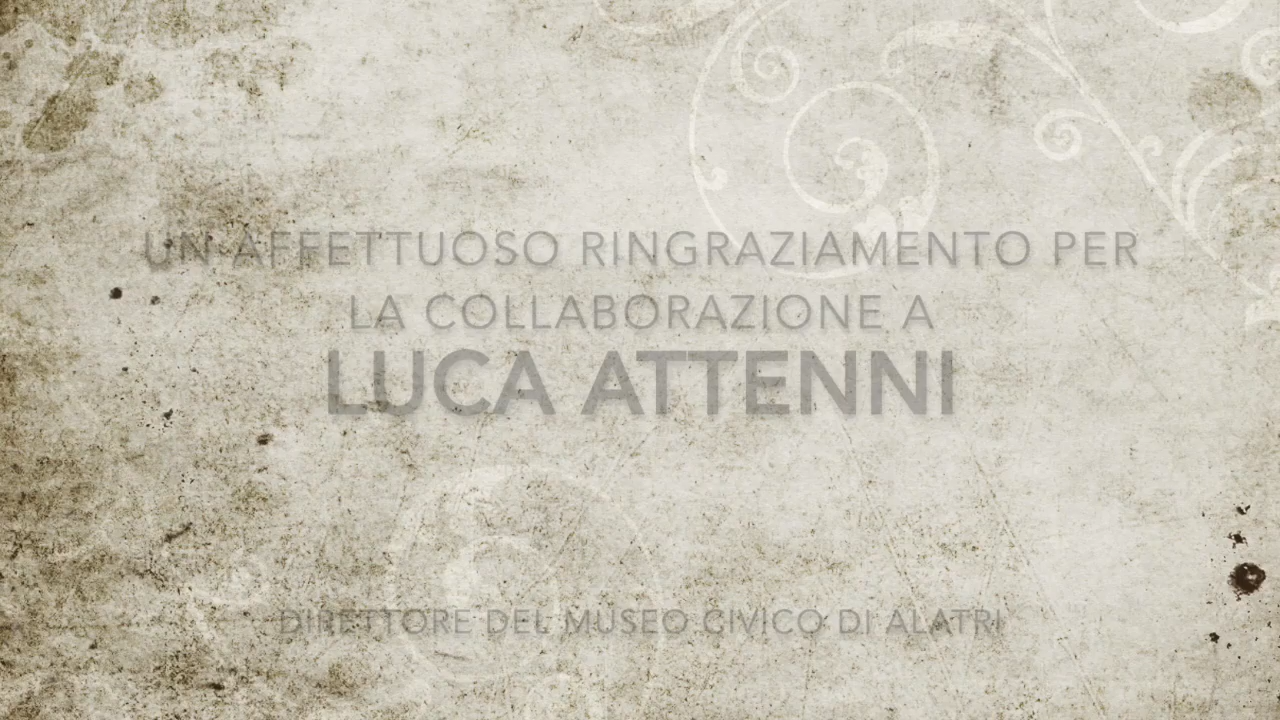 UN AFFETTUOSO RINGRAZIAMENTO PER
LA COLLABORAZIONE A
LUCA ATTENNI
DIRETTORE DEL MUSEO CIVICO DI ALATRI